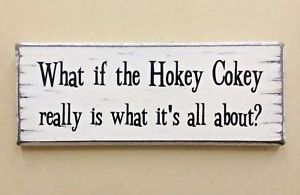 What if the Hokey Cokey
really is what it's all about?